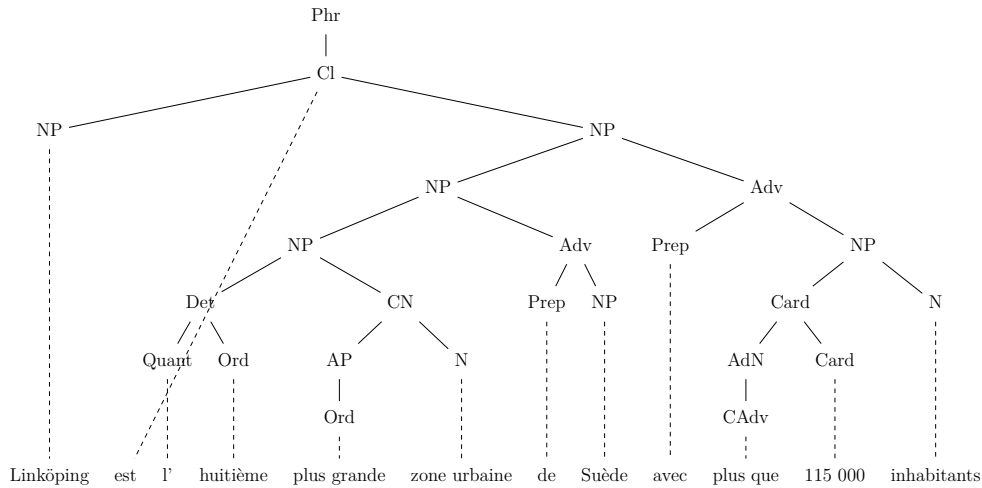 Phr
Cl
NP NP
NP Adv
NP Adv Prep NP
Det CN Prep NP Card N
Quant Ord AP N AdN Card
Ord CAdv
Linköping est l' huitième plus grande zone urbaine de Suède avec plus que 115 000 inhabitants